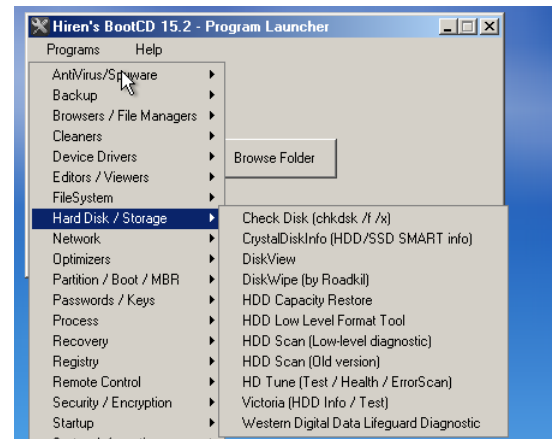 Hiren's BootCD 15.2 - Program Launcher
Programs Help
AntiVirus/Spyware
Backup
Browsers / File Managers
Cleaners
Device Drivers
Browse Folder
Editors / Viewers
FileSystem
Hard Disk / Storage
Check Disk (chkdsk /f /x)
Network
CrystalDiskInfo (HDD/SSD SMART info)
Optimizers
DiskView
Partition / Boot / MBR
DiskWipe (by Roadkil)
Passwords / Keys
HDD Capacity Restore
Process
HDD Low Level Format Tool
Recovery
HDD Scan (Low-level diagnostic)
Registry
HDD Scan (Old version)
Remote Control
HD Tune (Test / Health / ErrorScan)
Security / Encryption
Victoria (HDD Info / Test)
Startup
Western Digital Data Lifeguard Diagnostic